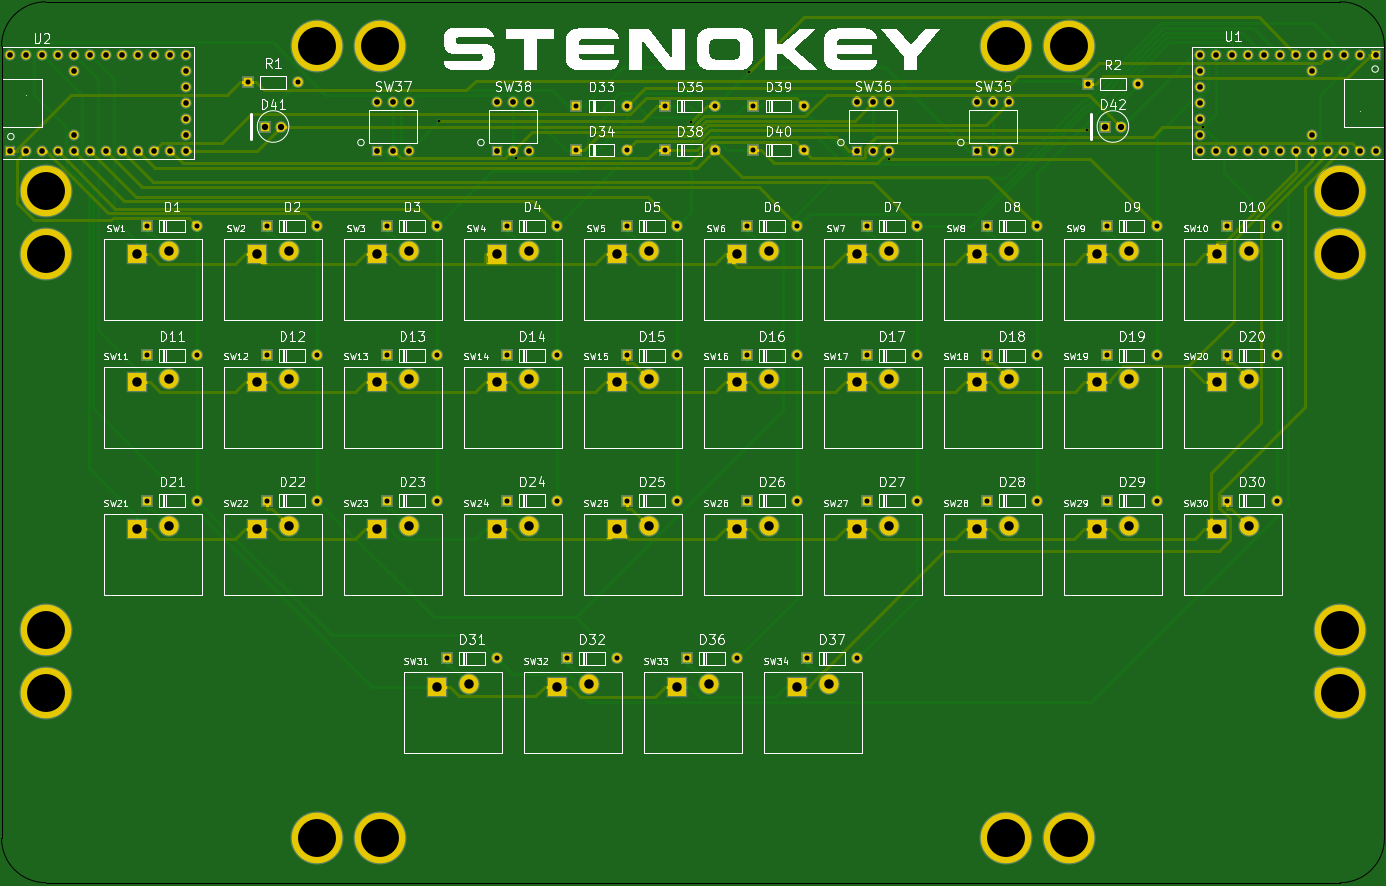 STENOKEY
U2 U1
R1 R2
SW37 SW38 D33 D35 D39 SW36 SW35
D41 D42
D34 D38 D40
D1 D2 D3 D4 D5 D6 D7 D8 D9 D10
SW1 SW2 SW3 SW4 SW5 SW6 SW7 SW8 SW9 SW10
D11 D12 D13 D14 D15 D16 D17 D18 D19 D20
SW11 SW12 SW13 SW14 SW15 SW16 SW17 SW18 SW19 SW20
D21 D22 D23 D24 D25 D26 D27 D28 D29 D30
SW21 SW22 SW23 SW24 SW25 SW26 SW27 SW28 SW29 SW30
D31 D32 D36 D37
SW31 SW32 SW33 SW34